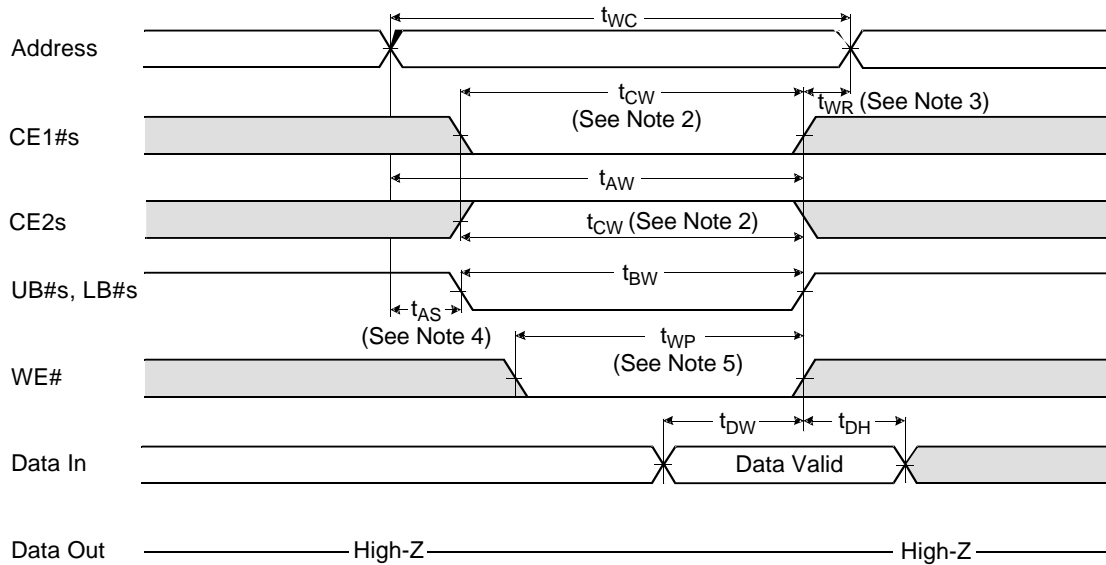 tWC
Address
tCW
(See Note 2)
tWR (See Note 3)
CE1#s
tAW
CE2s
tCW (See Note 2)
tBW
UB#s, LB#s
tAS
(See Note 4)
tWP
(See Note 5)
WE#
tDW
tDH
Data In
Data Valid
Data Out
High-Z
High-Z